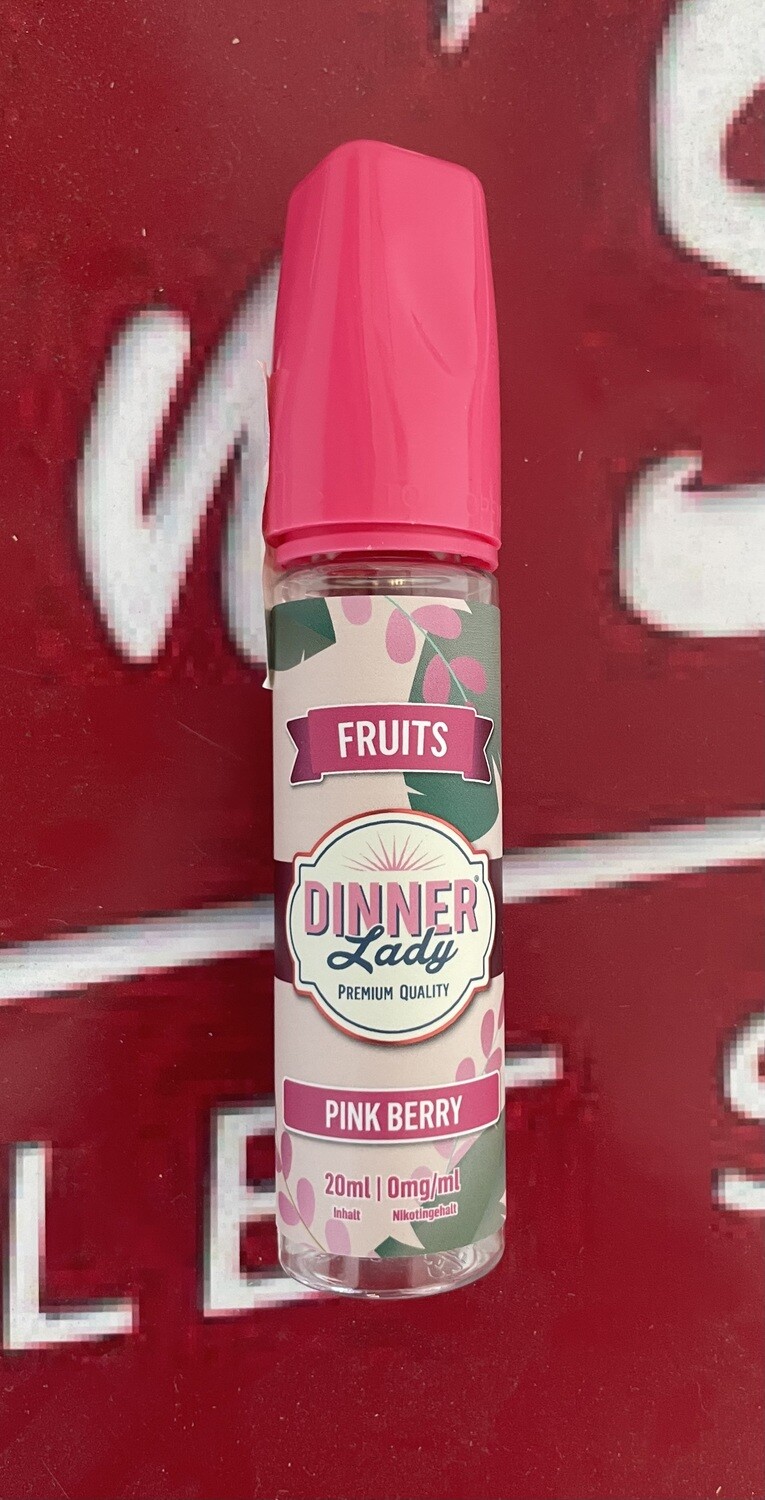 FRUITS
DINNER®
Lady
PREMIUM QUALITY
PINK BERRY
20ml | 0mg/ml
Inhalt Nikotingehalt